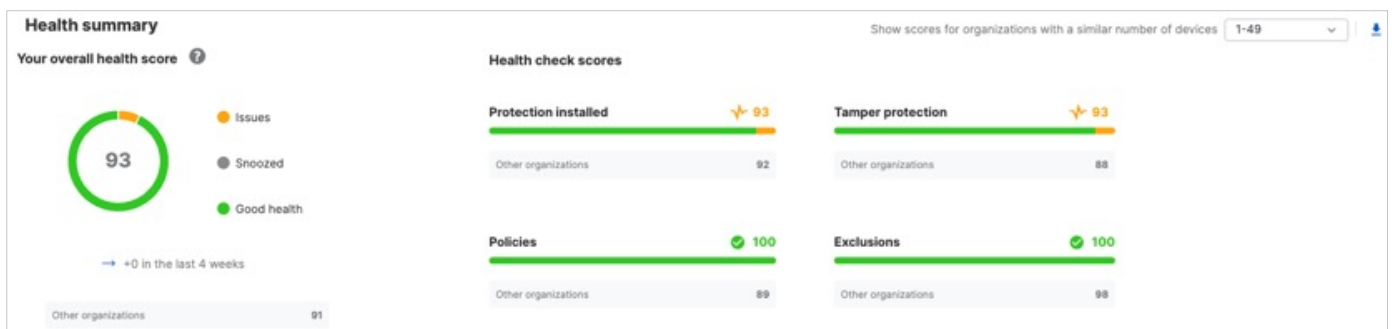 Health summary
Show scores for organizations with a similar number of devices 1-49
Your overall health score ?
93
Issues
Snoozed
Good health
→ +0 in the last 4 weeks
Other organizations 91
Health check scores
Protection installed 93
Other organizations 92
Tamper protection 93
Other organizations 88
Policies 100
Other organizations 89
Exclusions 100
Other organizations 98